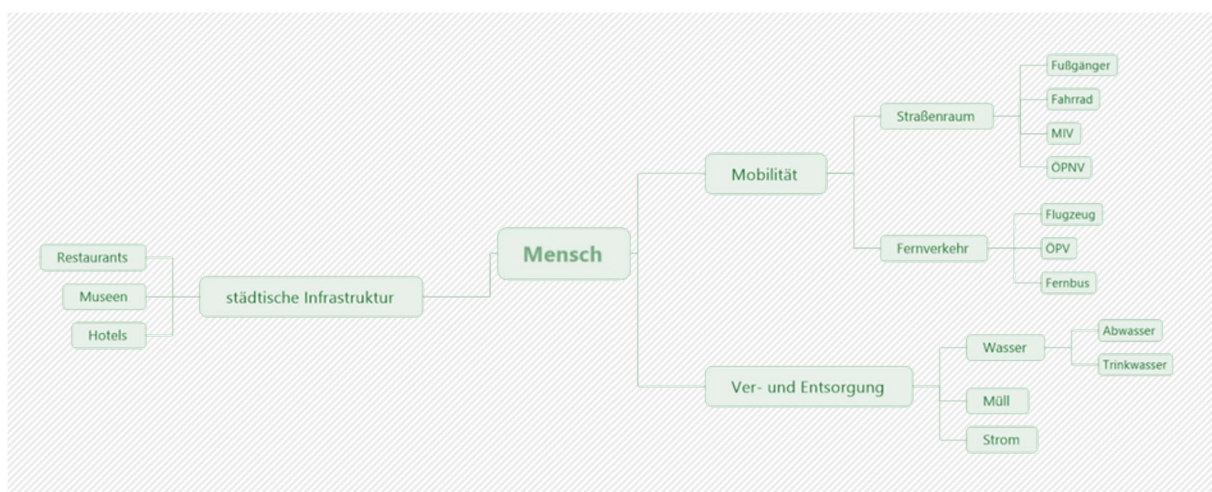 Mensch
Mobilität
Straßenraum
Fußgänger
Fahrrad
MIV
ÖPNV
Fernverkehr
Flugzeug
ÖPV
Fernbus
Ver- und Entsorgung
Wasser
Abwasser
Trinkwasser
Müll
Strom
städtische Infrastruktur
Restaurants
Museen
Hotels